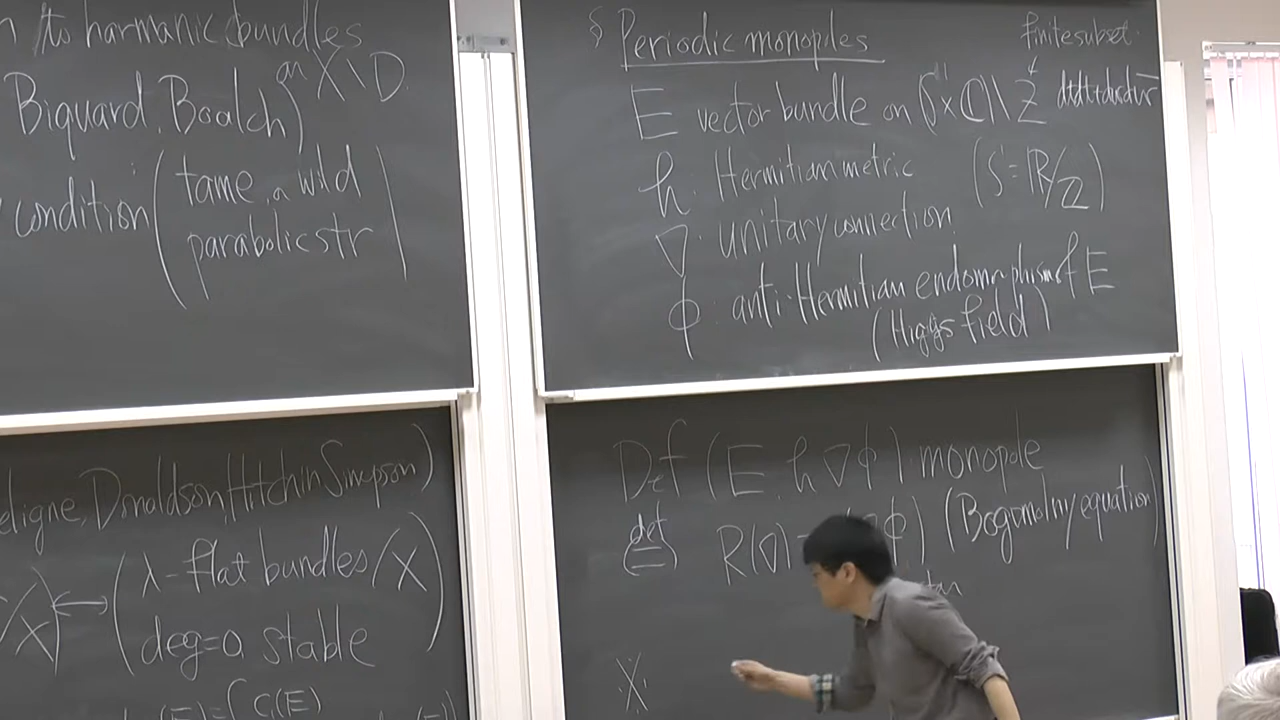 to harmonic bundles
on X\D
Biquard, Boalch)
condition ( tame, or wild
parabolic str )
eligne, Donaldson, Hitchin Simpson)
/X) ↔ ( λ-flat bundles/X
deg=0 stable )
C₁(E)
§ Periodic monopoles
finite subset
E vector bundle on (S¹×ℂ)\Z
h: Hermitian metric (S¹=ℝ/ℤ)
∇: unitary connection
ϕ: anti-Hermitian endomorphism of E
(Higgs field)
Def (E, h ∇ ϕ) monopole
(def ⇔) R(∇) ϕ) (Bogomolny equation)
X